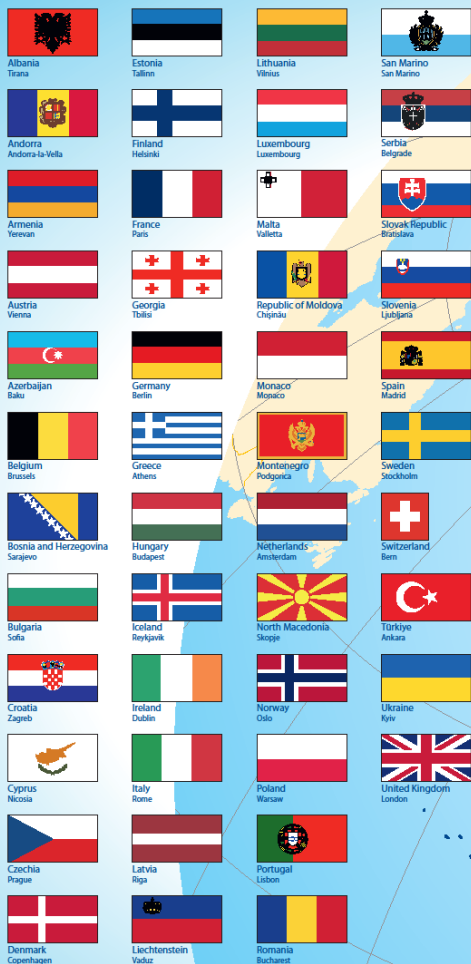 Albania
Tirana
Andorra
Andorra-la-Vella
Armenia
Yerevan
Austria
Vienna
Azerbaijan
Baku
Belgium
Brussels
Bosnia and Herzegovina
Sarajevo
Bulgaria
Sofia
Croatia
Zagreb
Cyprus
Nicosia
Czechia
Prague
Denmark
Copenhagen
Estonia
Tallinn
Finland
Helsinki
France
Paris
Georgia
Tbilisi
Germany
Berlin
Greece
Athens
Hungary
Budapest
Iceland
Reykjavik
Ireland
Dublin
Italy
Rome
Latvia
Riga
Liechtenstein
Vaduz
Lithuania
Vilnius
Luxembourg
Luxembourg
Malta
Valletta
Republic of Moldova
Chișinău
Monaco
Monaco
Montenegro
Podgorica
Netherlands
Amsterdam
North Macedonia
Skopje
Norway
Oslo
Poland
Warsaw
Portugal
Lisbon
Romania
Bucharest
San Marino
San Marino
Serbia
Belgrade
Slovak Republic
Bratislava
Slovenia
Ljubljana
Spain
Madrid
Sweden
Stockholm
Switzerland
Bern
Türkiye
Ankara
Ukraine
Kyiv
United Kingdom
London